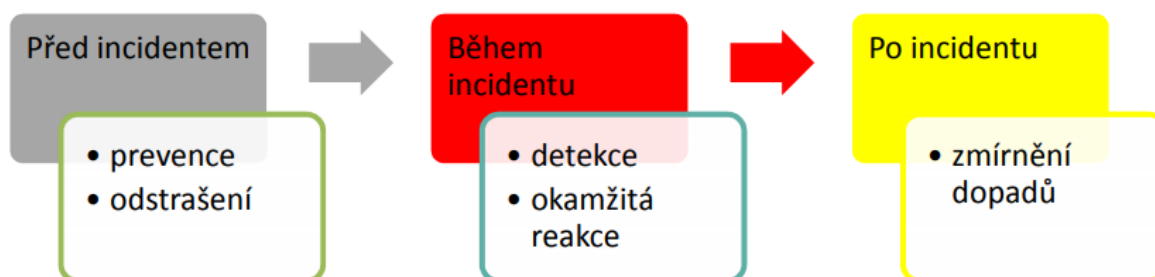 Před incidentem
• prevence
• odstrašení
Během
incidentu
• detekce
• okamžitá
reakce
Po incidentu
• zmírnění
dopadů